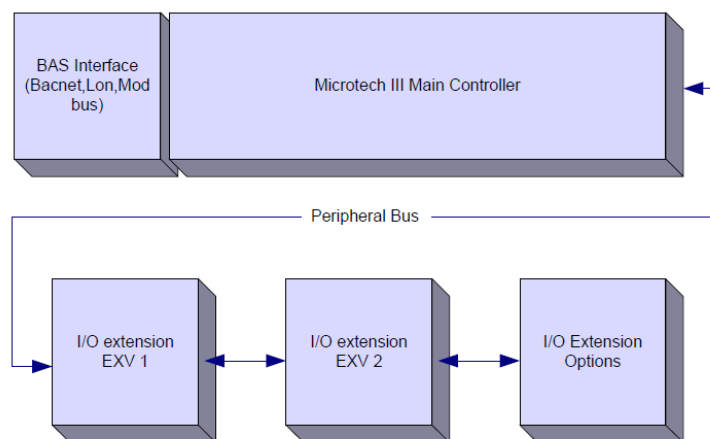 BAS Interface
(Bacnet,Lon,Mod
bus)
Microtech III Main Controller
Peripheral Bus
I/O extension
EXV 1
I/O extension
EXV 2
I/O Extension
Options